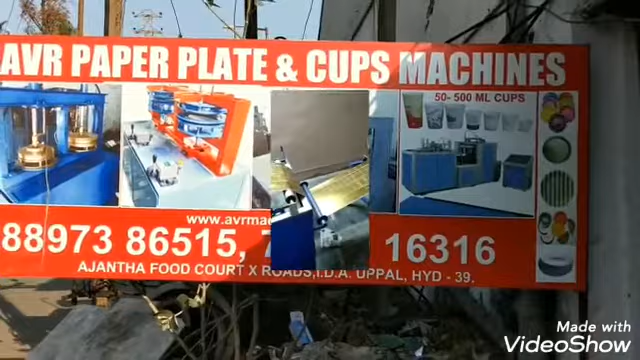 AVR PAPER PLATE & CUPS MACHINES
50-500 ML CUPS
www.avrma
88973 86515, 7
16316
AJANTHA FOOD COURT X ROADS,I.D.A. UPPAL, HYD - 39.
Made with
VideoShow